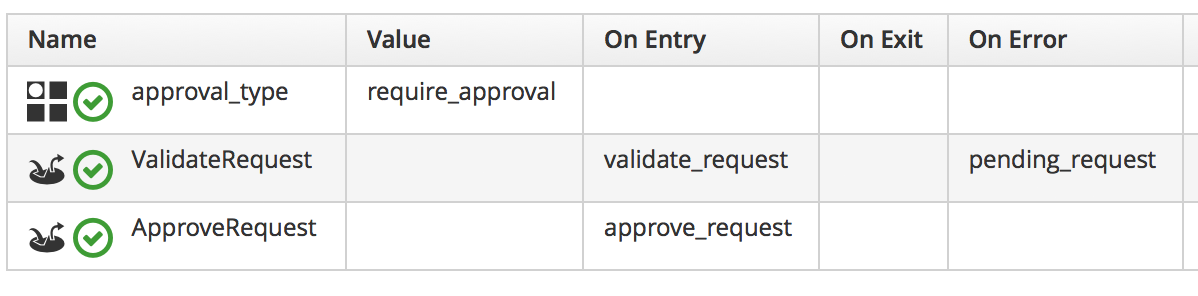 Name Value On Entry On Exit On Error
approval_type require_approval
ValidateRequest validate_request pending_request
ApproveRequest approve_request